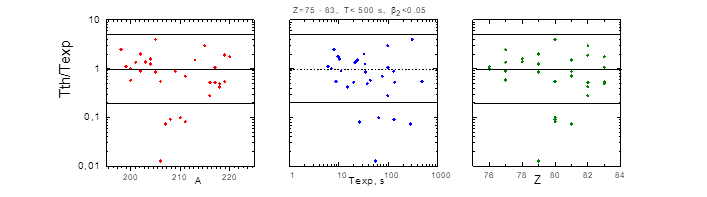 Z=75 - 83, T< 500 s, β2<0.05
Tth/Texp
10
1
0,1
0,01
200 210 220
A
1 10 100 1000
Texp, s
76 78 80 82 84
Z